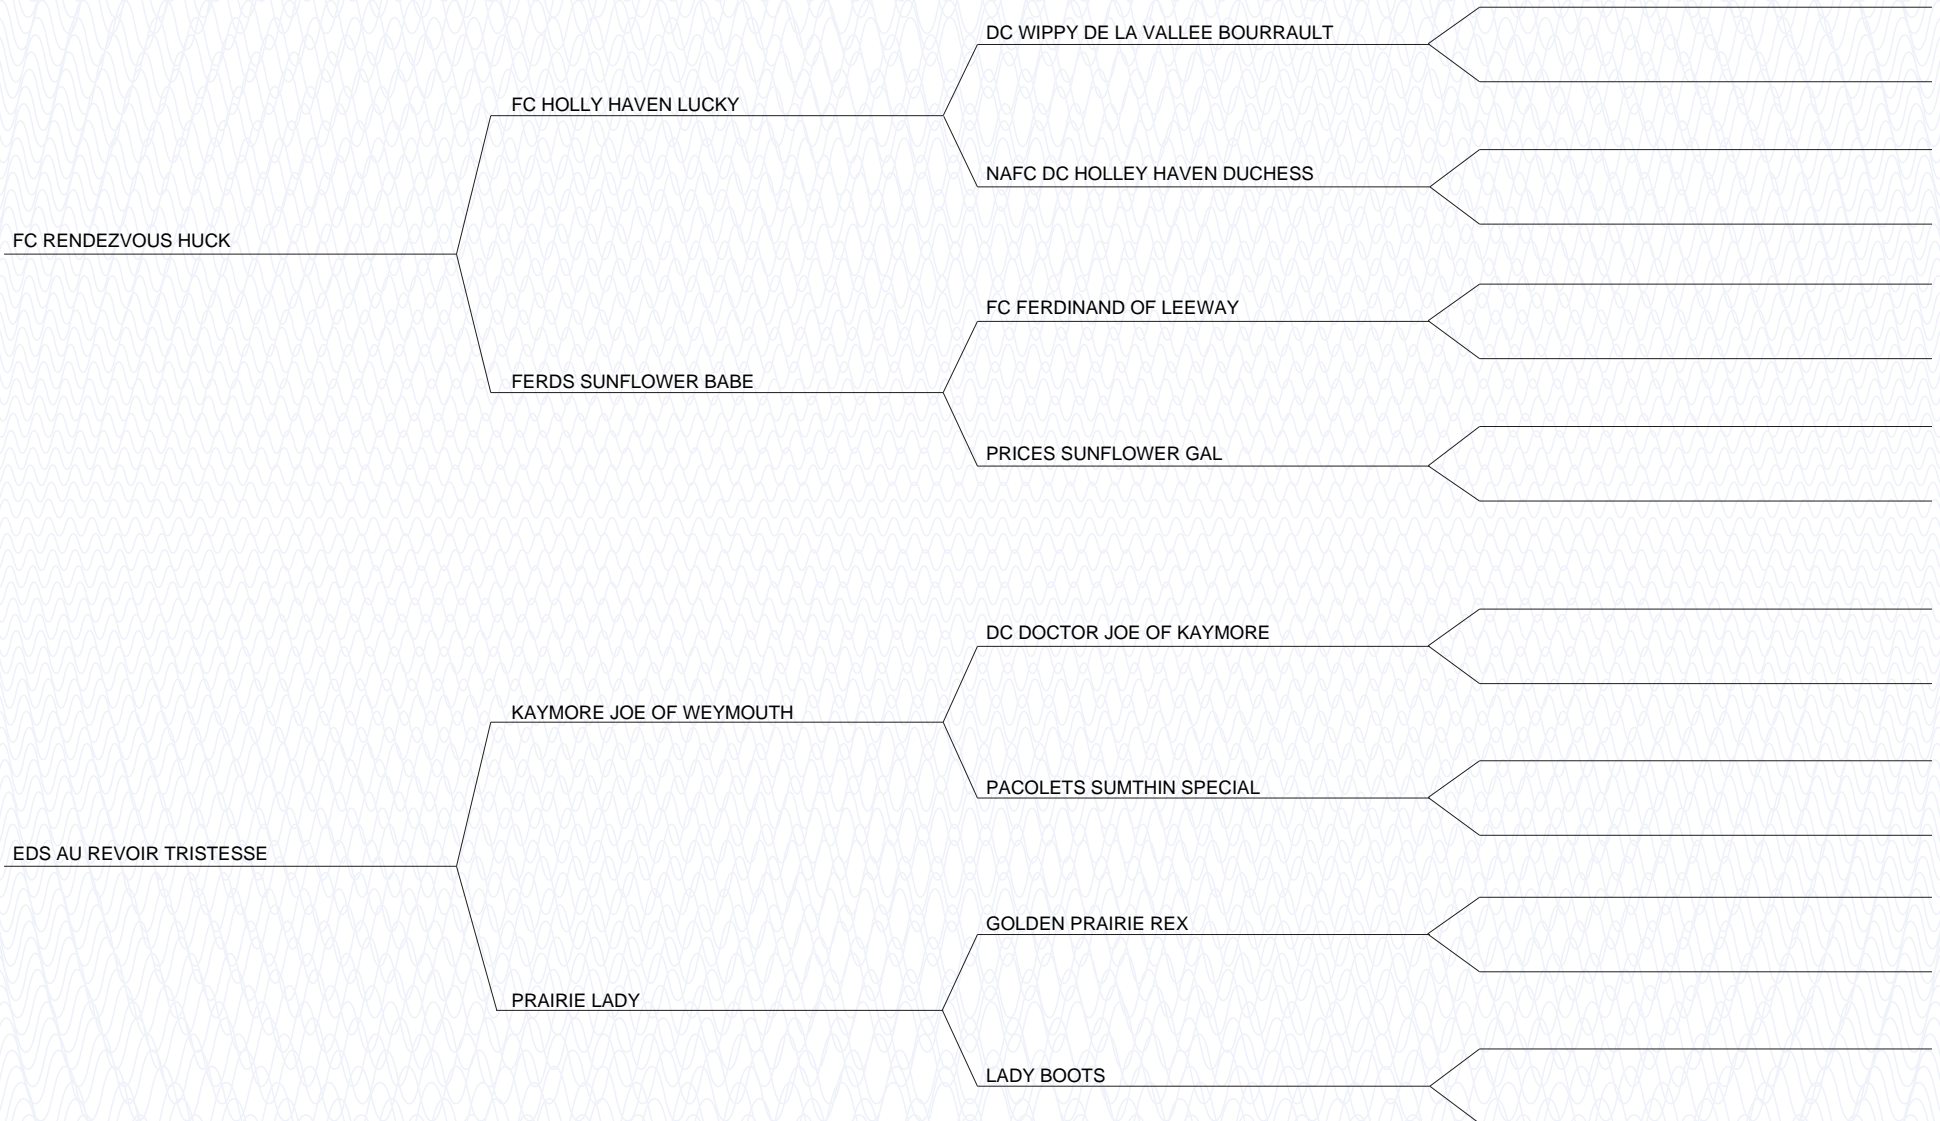 DC WIPPY DE LA VALLEE BOURRAULT
FC HOLLY HAVEN LUCKY
NAFC DC HOLLEY HAVEN DUCHESS
FC RENDEZVOUS HUCK
FC FERDINAND OF LEEWAY
FERDS SUNFLOWER BABE
PRICES SUNFLOWER GAL
DC DOCTOR JOE OF KAYMORE
KAYMORE JOE OF WEYMOUTH
PACOLETS SUMTHIN SPECIAL
EDS AU REVOIR TRISTESSE
GOLDEN PRAIRIE REX
PRAIRIE LADY
LADY BOOTS